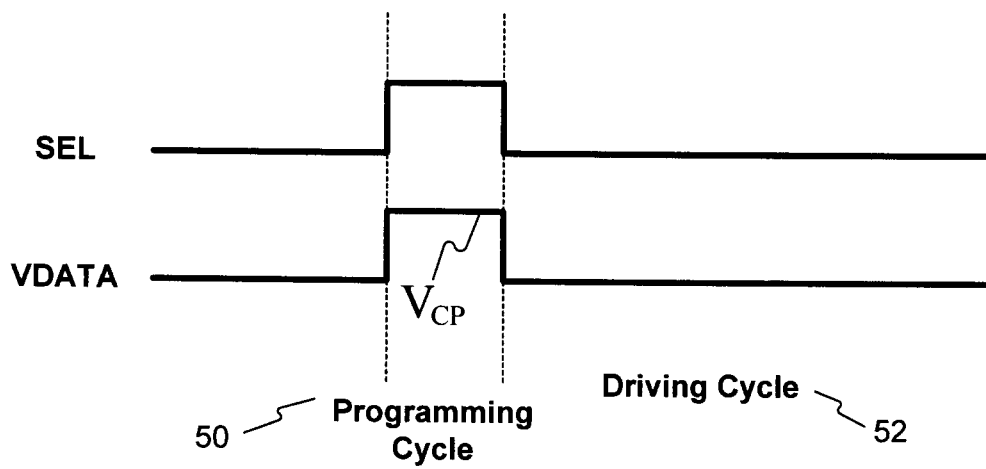 SEL
VDATA
VCP
Driving Cycle
50
Programming
Cycle
52